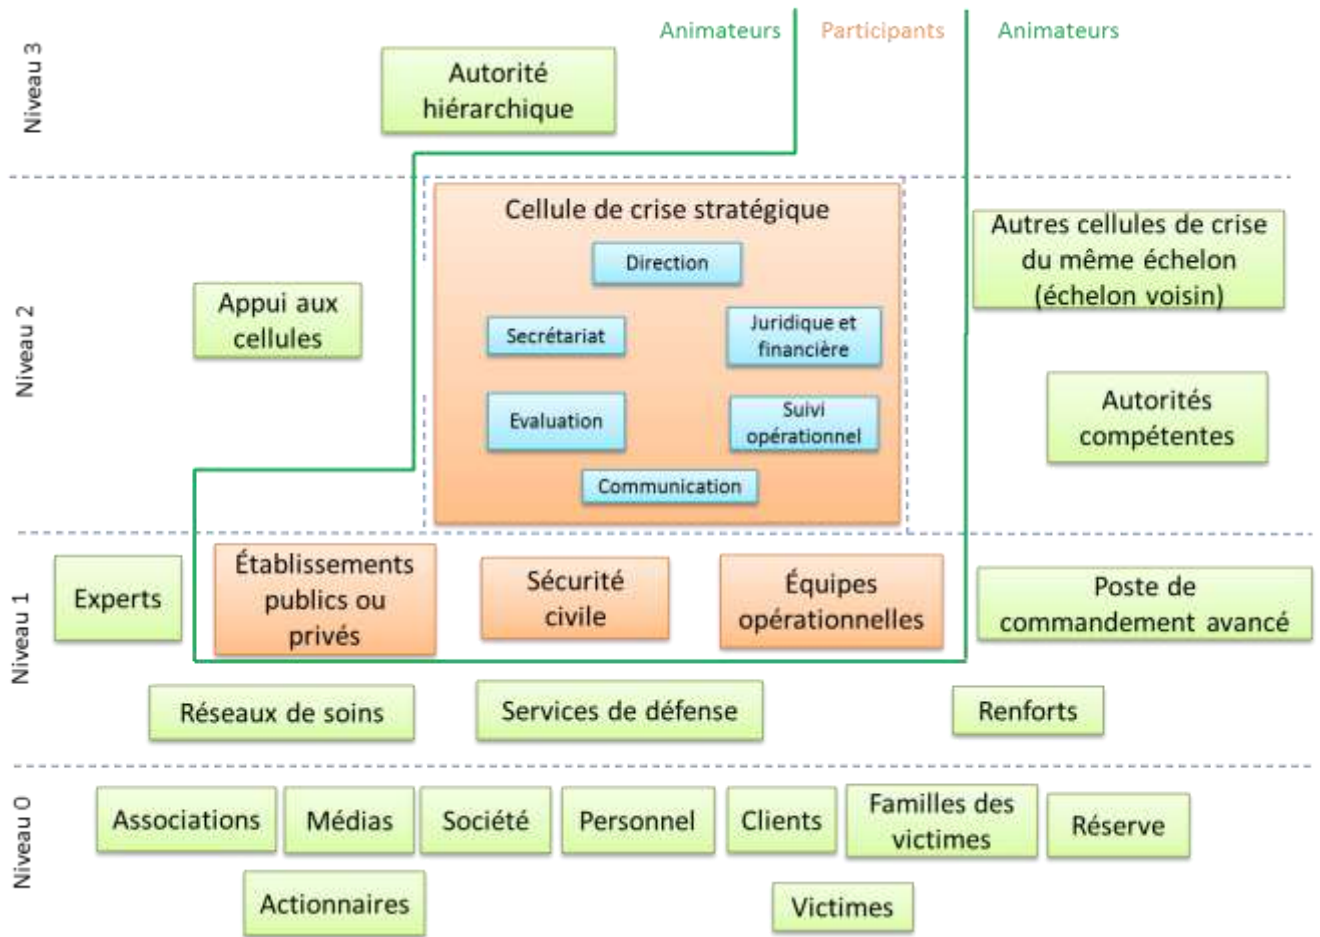 Animateurs
Participants
Animateurs
Niveau 3
Autorité
hiérarchique
Niveau 2
Cellule de crise stratégique
Direction
Secrétariat
Juridique et
financière
Evaluation
Suivi
opérationnel
Communication
Appui aux
cellules
Autres cellules de crise
du même échelon
(échelon voisin)
Autorités
compétentes
Niveau 1
Experts
Établissements
publics ou
privés
Sécurité
civile
Équipes
opérationnelles
Poste de
commandement avancé
Réseaux de soins
Services de défense
Renforts
Niveau 0
Associations
Médias
Société
Personnel
Clients
Familles des
victimes
Réserve
Actionnaires
Victimes